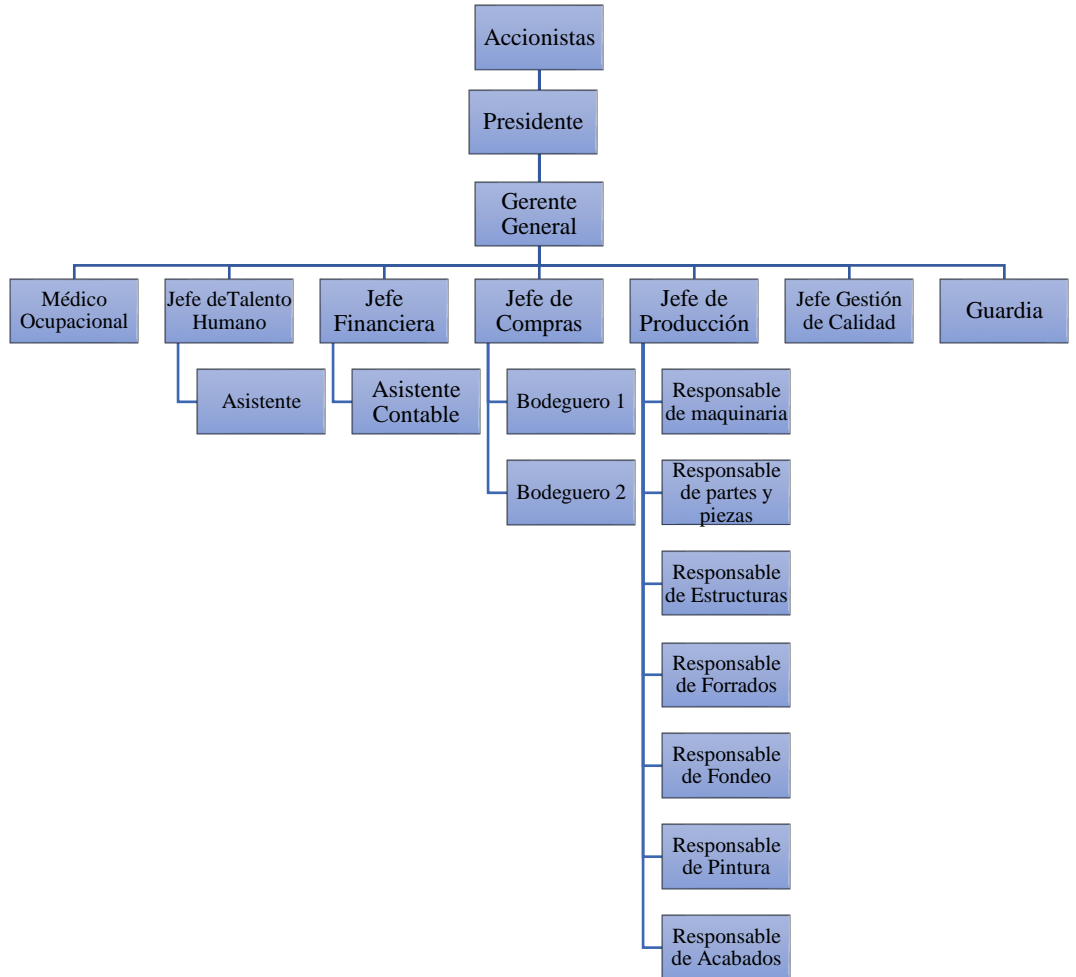 Accionistas
Presidente
Gerente
General
Médico
Ocupacional
Jefe deTalento
Humano
Jefe
Financiera
Jefe de
Compras
Jefe de
Producción
Jefe Gestión
de Calidad
Guardia
Asistente
Asistente
Contable
Bodeguero 1
Bodeguero 2
Responsable
de maquinaria
Responsable
de partes y
piezas
Responsable
de Estructuras
Responsable
de Forrados
Responsable
de Fondeo
Responsable
de Pintura
Responsable
de Acabados